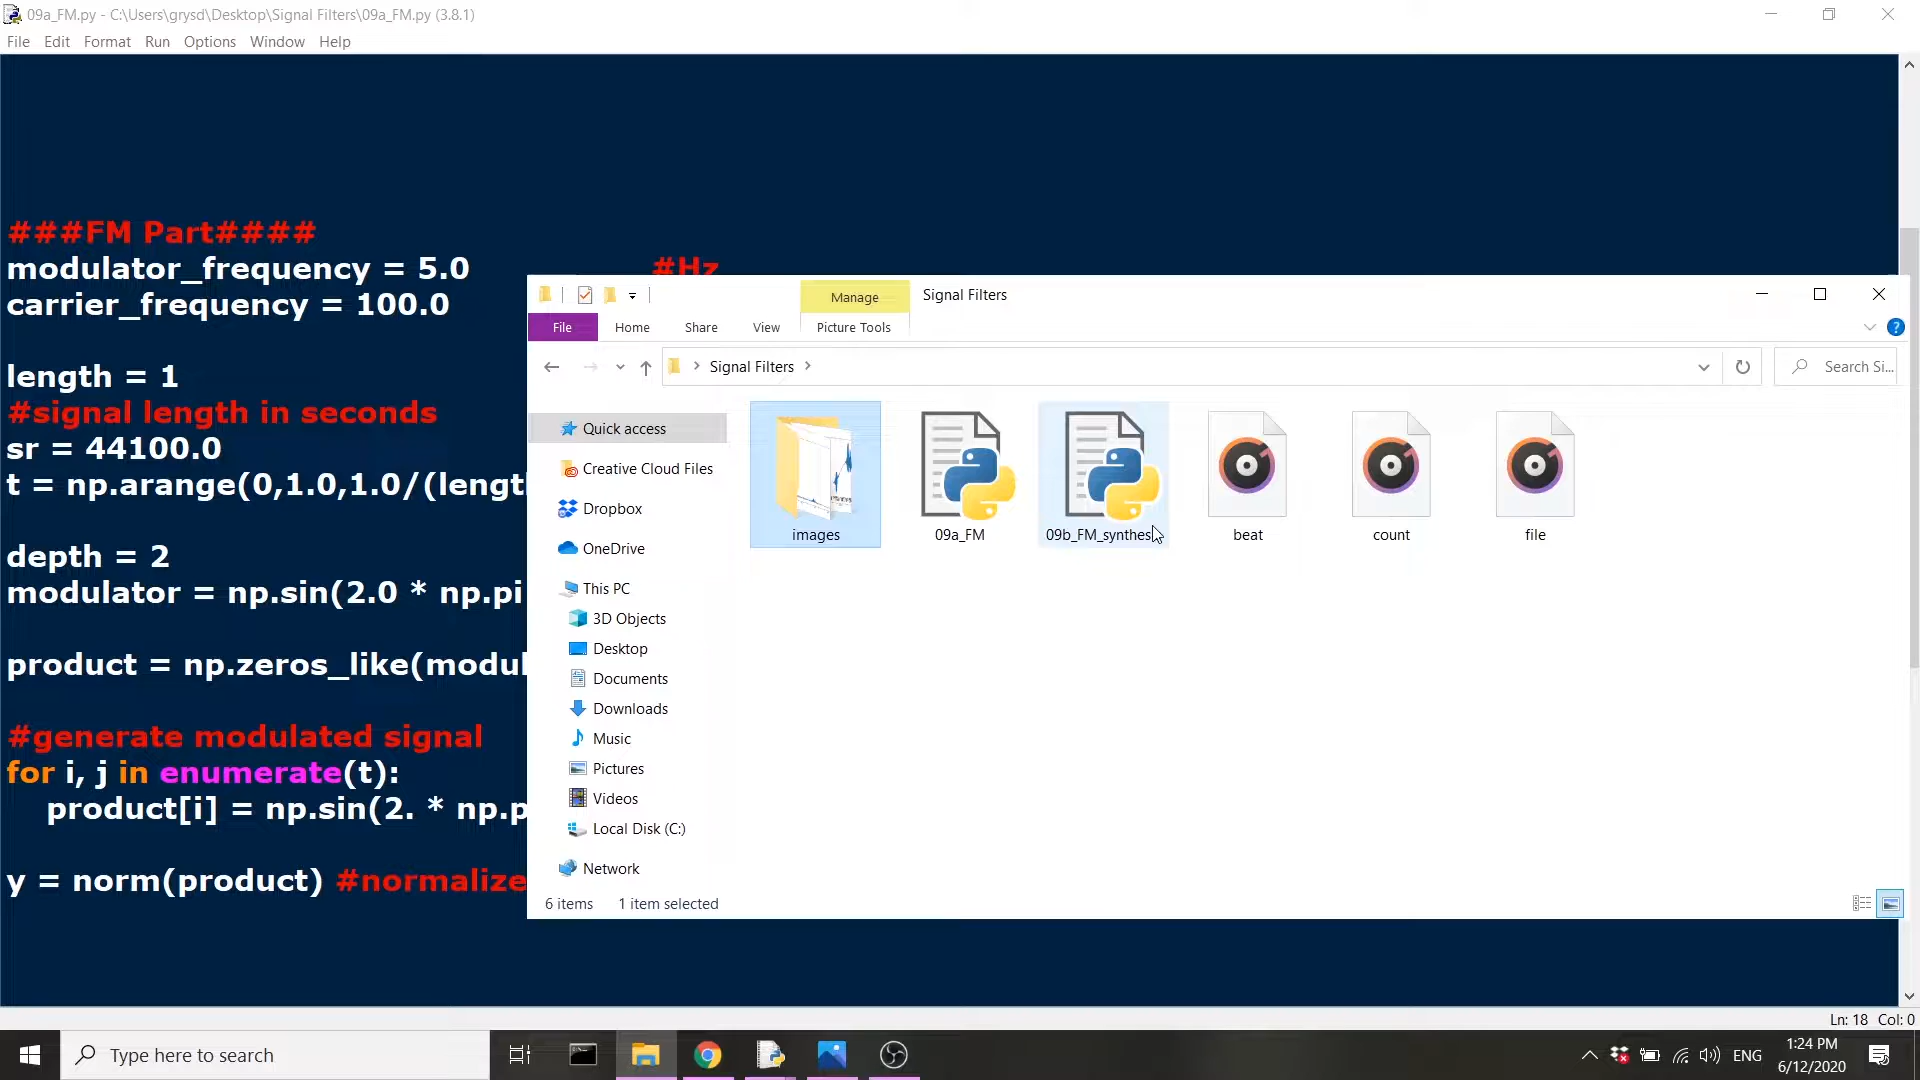 09a_FM.py - C:\Users\grysd\Desktop\Signal Filters\09a_FM.py (3.8.1)
File Edit Format Run Options Window Help
###FM Part####
modulator_frequency = 5.0 #Hz
carrier_frequency = 100.0
length = 1
#signal length in seconds
sr = 44100.0
t = np.arange(0,1.0,1.0/(lengt
depth = 2
modulator = np.sin(2.0 * np.pi
product = np.zeros_like(modul
#generate modulated signal
for i, j in enumerate(t):
product[i] = np.sin(2. * np.p
y = norm(product) #normalize
Manage Signal Filters
File Home Share View Picture Tools
Signal Filters
Search Si...
Quick access
Creative Cloud Files
Dropbox
OneDrive
This PC
3D Objects
Desktop
Documents
Downloads
Music
Pictures
Videos
Local Disk (C:)
Network
images 09a_FM 09b_FM_synthes beat count file
6 items 1 item selected
Ln: 18 Col: 0
Type here to search
ENG
1:24 PM
6/12/2020